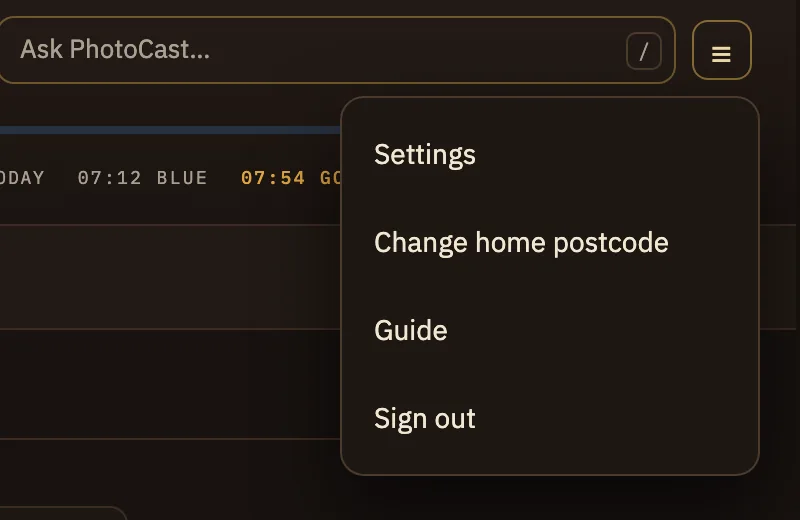 Ask PhotoCast... /
07:12 BLUE 07:54
Settings
Change home postcode
Guide
Sign out